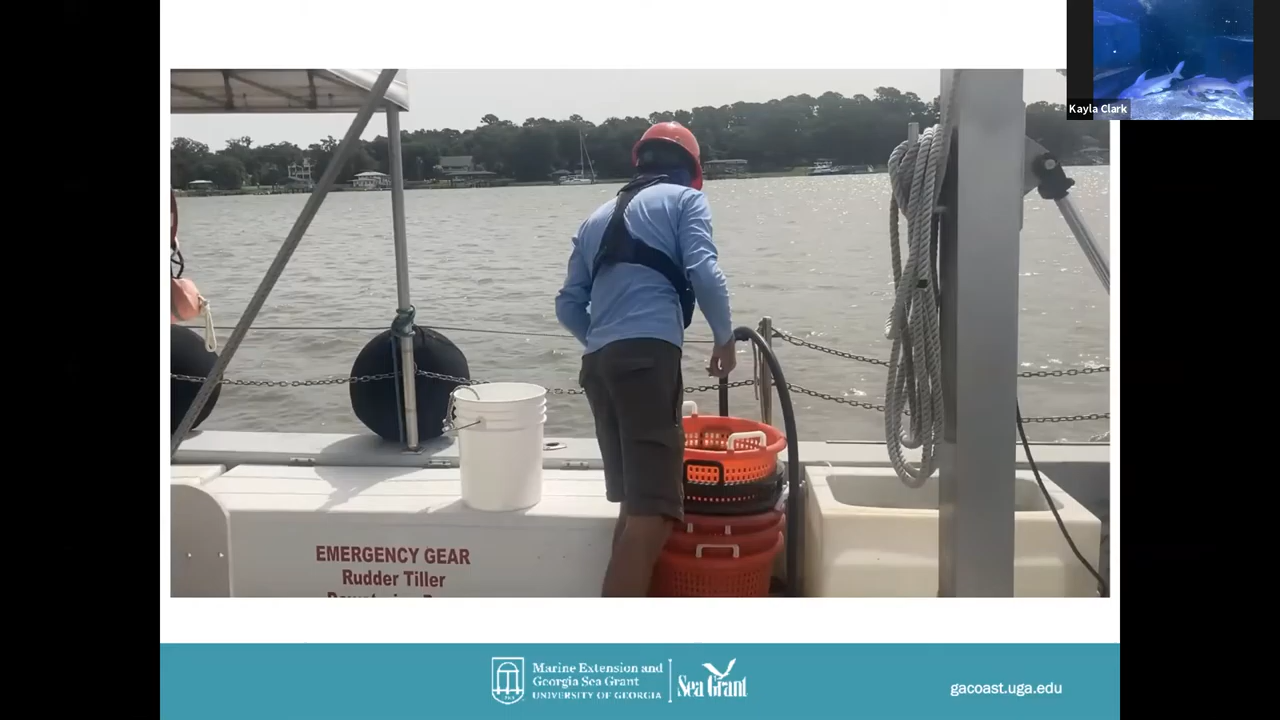 Kayla Clark
EMERGENCY GEAR
Rudder Tiller
Marine Extension and
Georgia Sea Grant
UNIVERSITY OF GEORGIA
Sea Grant
gacoast.uga.edu